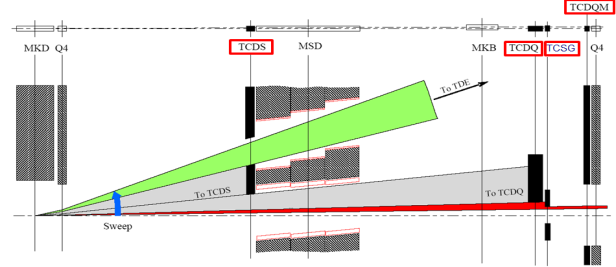 TCDQM
MKD Q4 TCDS MSD MKB TCDQ TCSG Q4
To TDE
To TCDS
To TCDQ
Sweep